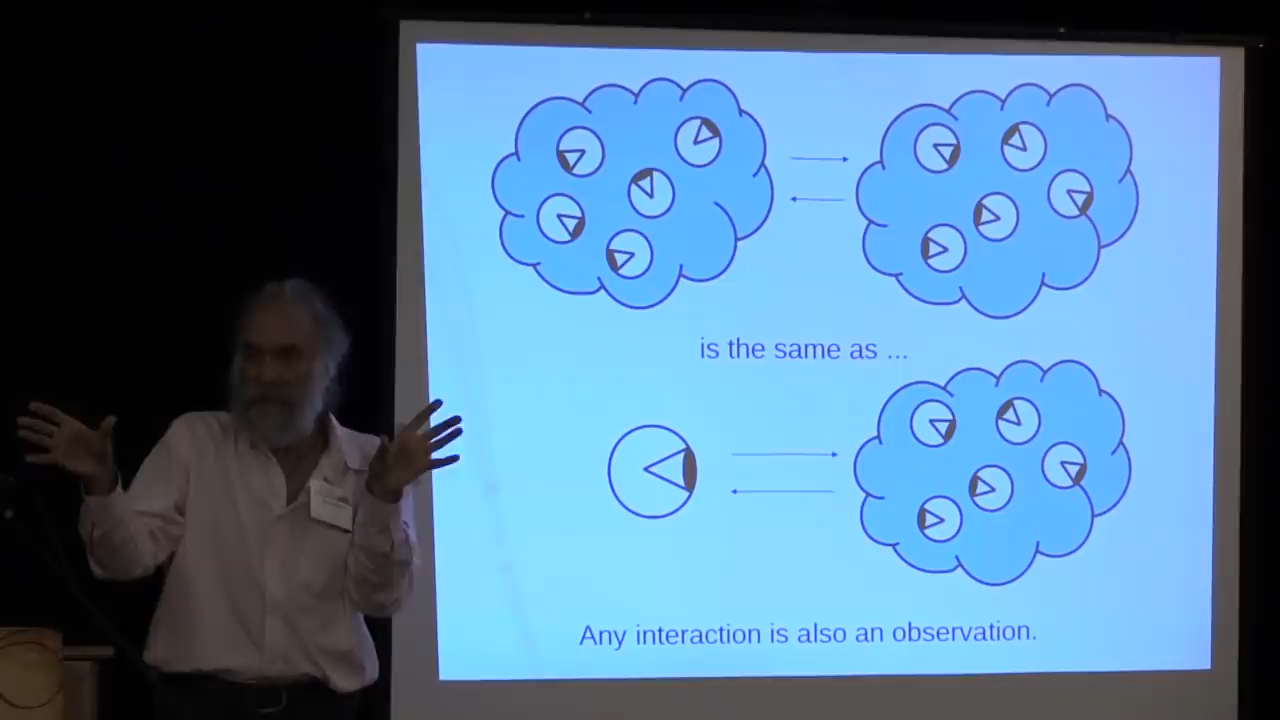 is the same as ...
Any interaction is also an observation.